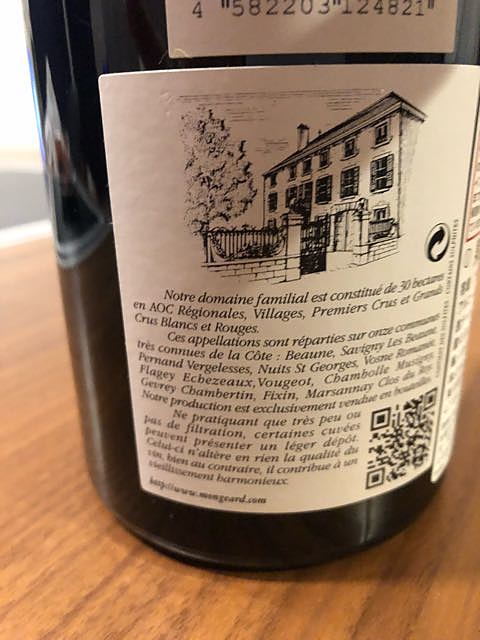 4 "582203"124821"
Notre domaine familial est constitué de 30 hectares
en AOC Régionales, Villages, Premiers Crus et Grands
Crus Blancs et Rouges.
Ces appellations sont réparties sur onze communes
très connues de la Côte : Beaune, Savigny Les Beaune,
Pernand Vergelesses, Nuits St Georges, Vosne Romanée,
Flagey Echezeaux, Vougeot, Chambolle Musigny,
Gevrey Chambertin, Fixin, Marsannay Clos du Roy.
Notre production est exclusivement vendue en bouteilles.
Ne pratiquant que très peu ou
pas de filtration, certaines cuvées
peuvent présenter un léger dépôt.
Celui-ci n'altère en rien la qualité du
vin, bien au contraire, il contribue à un
vieillissement harmonieux.
http://www.mongeard.com